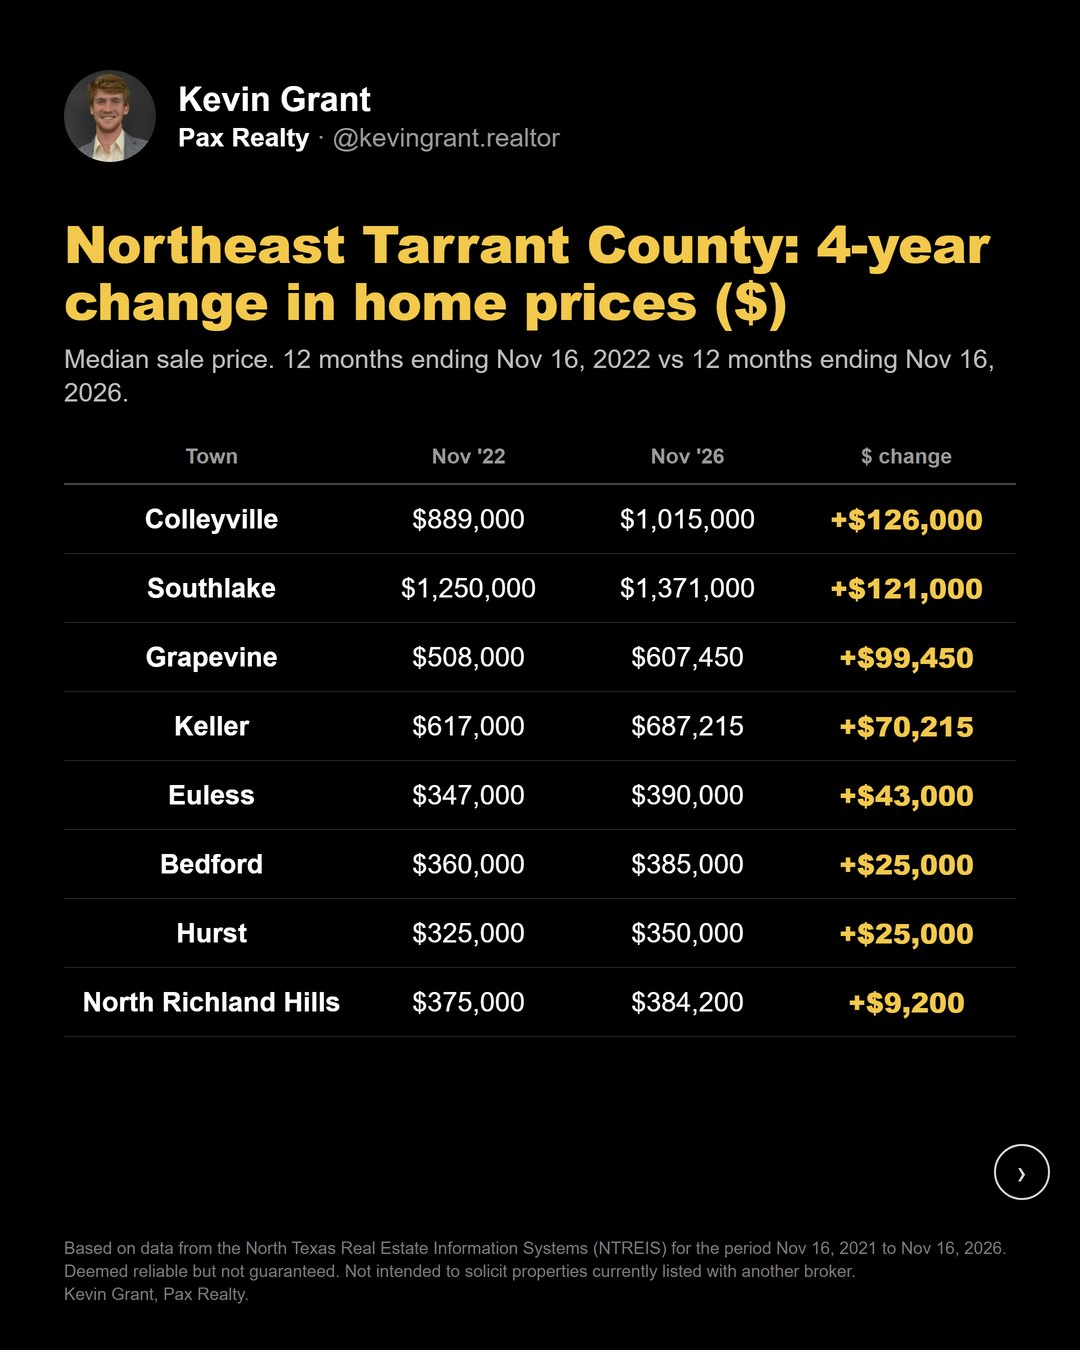 Kevin Grant
Pax Realty · @kevingrant.realtor
Northeast Tarrant County: 4-year
change in home prices ($)
Median sale price. 12 months ending Nov 16, 2022 vs 12 months ending Nov 16,
2026.
Town Nov '22 Nov '26 $ change
Colleyville $889,000 $1,015,000 +$126,000
Southlake $1,250,000 $1,371,000 +$121,000
Grapevine $508,000 $607,450 +$99,450
Keller $617,000 $687,215 +$70,215
Euless $347,000 $390,000 +$43,000
Bedford $360,000 $385,000 +$25,000
Hurst $325,000 $350,000 +$25,000
North Richland Hills $375,000 $384,200 +$9,200
›
Based on data from the North Texas Real Estate Information Systems (NTREIS) for the period Nov 16, 2021 to Nov 16, 2026.
Deemed reliable but not guaranteed. Not intended to solicit properties currently listed with another broker.
Kevin Grant, Pax Realty.